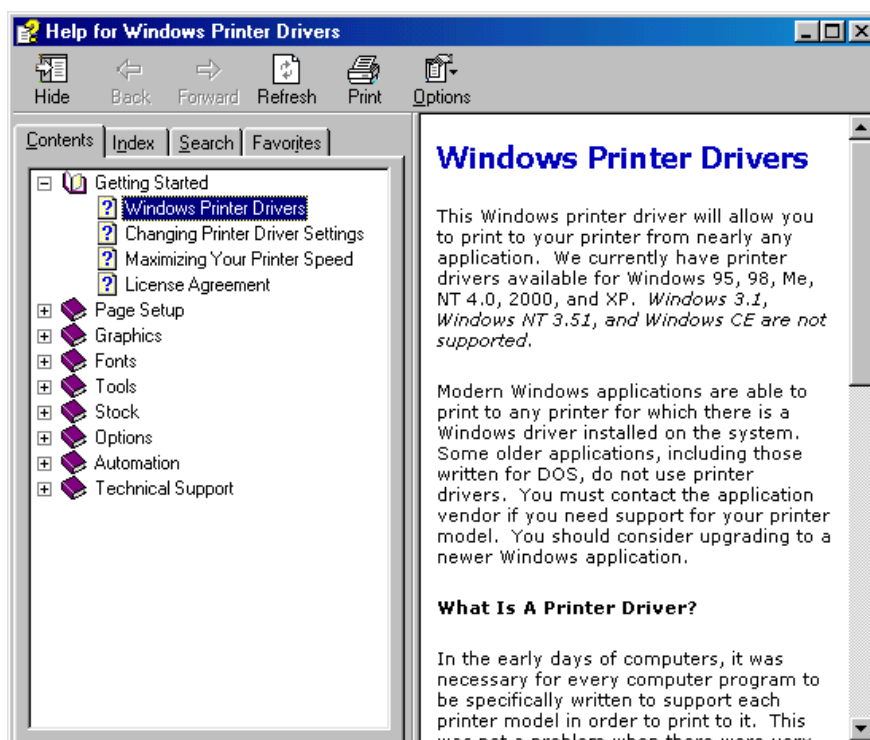 Help for Windows Printer Drivers
Hide Back Forward Refresh Print Options
Contents Index Search Favorites
Getting Started
Windows Printer Drivers
Changing Printer Driver Settings
Maximizing Your Printer Speed
License Agreement
Page Setup
Graphics
Fonts
Tools
Stock
Options
Automation
Technical Support
Windows Printer Drivers
This Windows printer driver will allow you
to print to your printer from nearly any
application. We currently have printer
drivers available for Windows 95, 98, Me,
NT 4.0, 2000, and XP. Windows 3.1,
Windows NT 3.51, and Windows CE are not
supported.
Modern Windows applications are able to
print to any printer for which there is a
Windows driver installed on the system.
Some older applications, including those
written for DOS, do not use printer
drivers. You must contact the application
vendor if you need support for your printer
model. You should consider upgrading to a
newer Windows application.
What Is A Printer Driver?
In the early days of computers, it was
necessary for every computer program to
be specifically written to support each
printer model in order to print to it. This
was not a problem when there were very